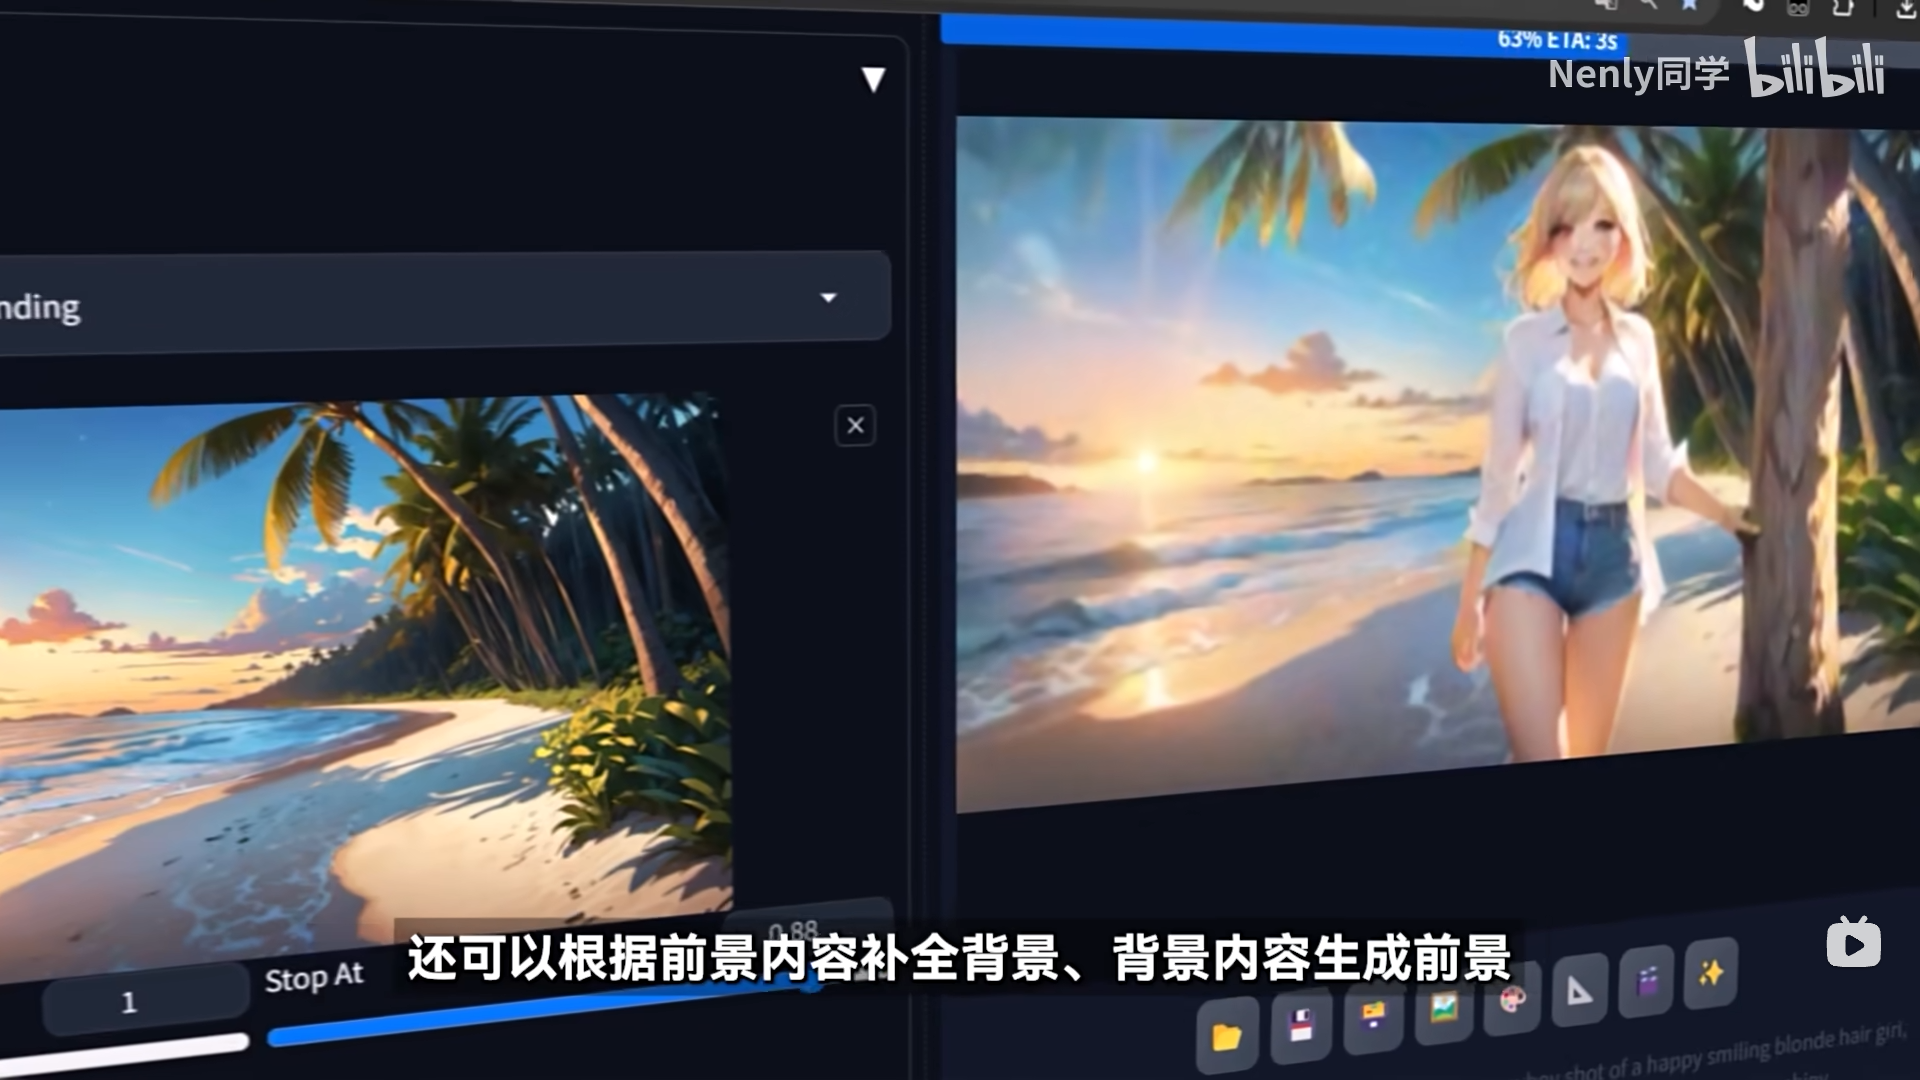 63% ETA: 3s
Nenly同学 bilibili
nding
0.88
还可以根据前景内容补全背景、背景内容生成前景
Stop At
1
shot of a happy smiling blonde hair girl,